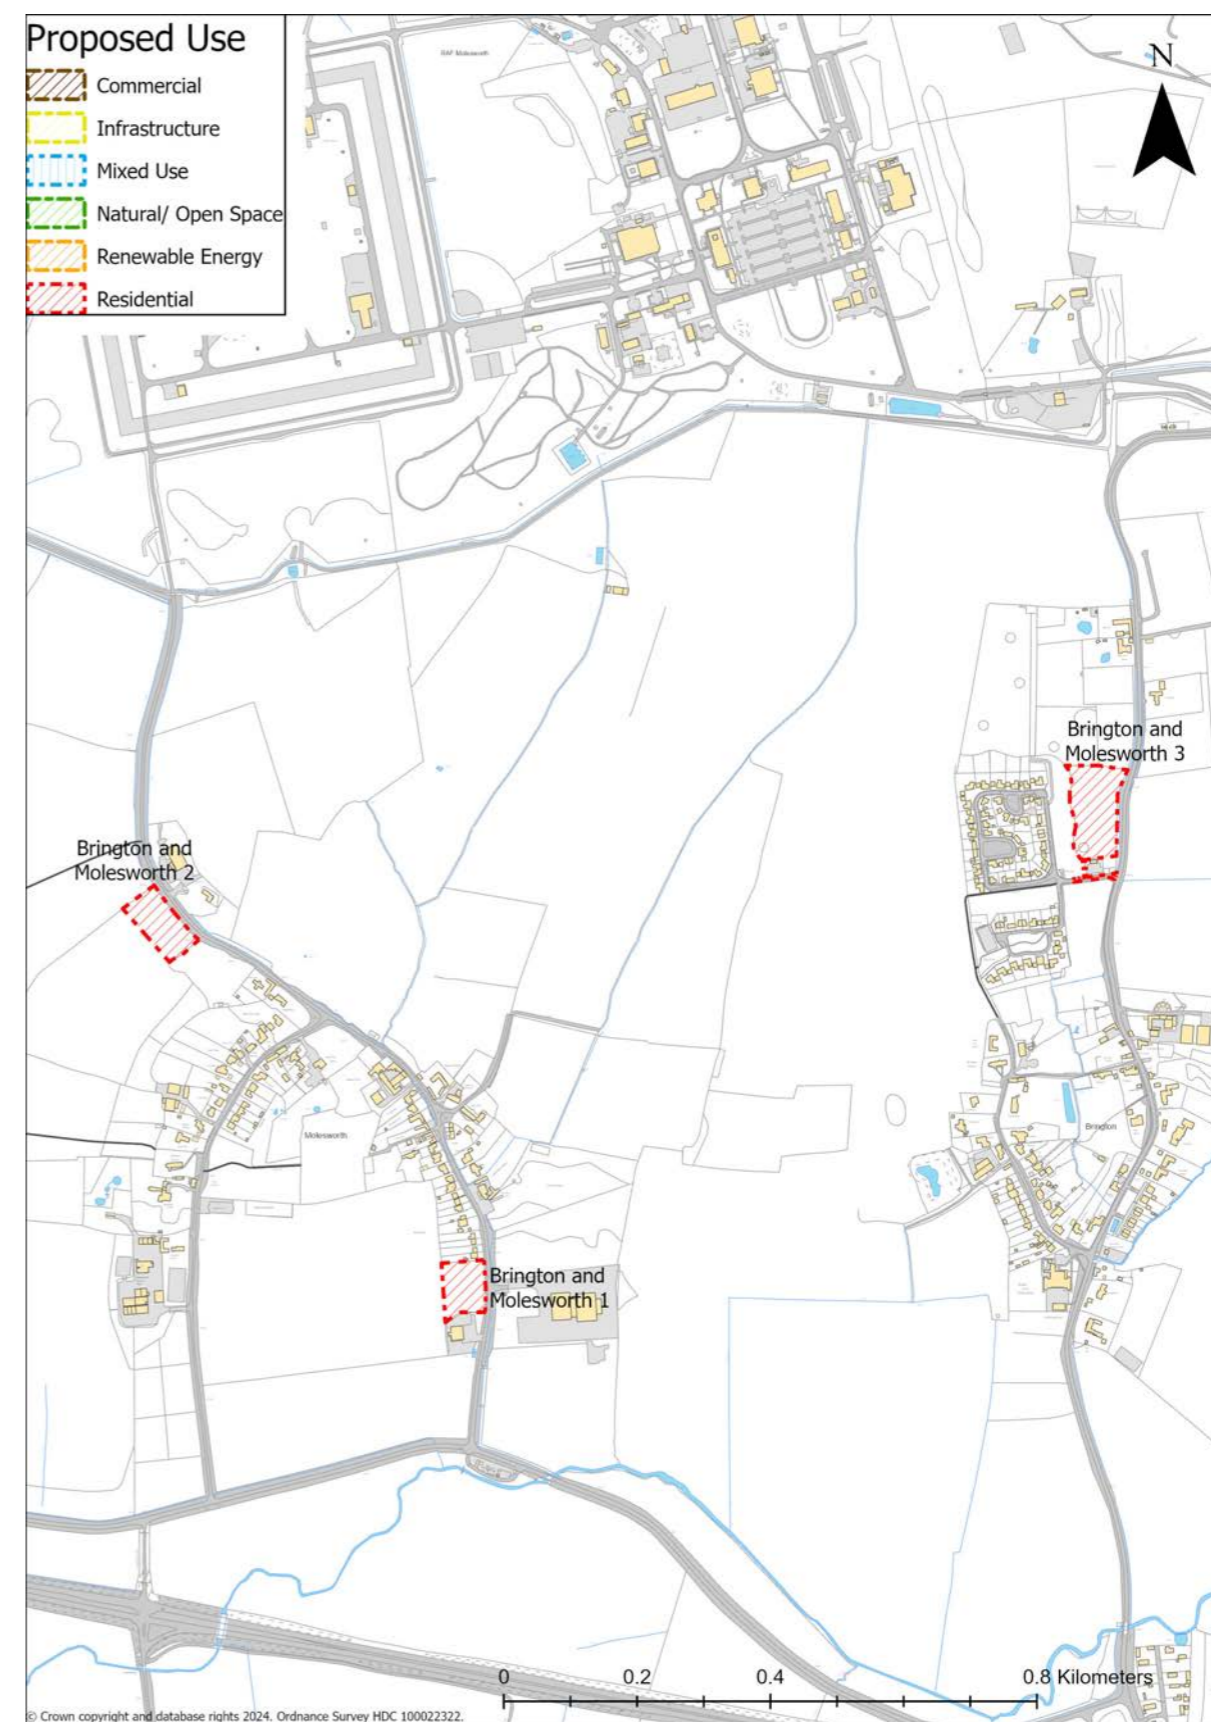 Proposed Use
Commercial
Infrastructure
Mixed Use
Natural/ Open Space
Renewable Energy
Residential
RAF Molesworth
N
Brington and
Molesworth 3
Brington and
Molesworth 2
Molesworth
Brington
Brington and
Molesworth 1
0 0.2 0.4 0.8 Kilometers
© Crown copyright and database rights 2024. Ordnance Survey HDC 100022322.